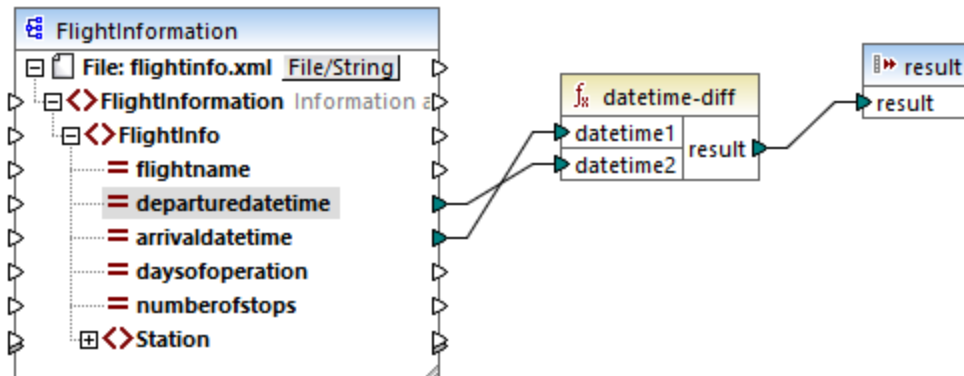 FlightInformation
File: flightinfo.xml File/String
FlightInformation Information a
FlightInfo
flightname
departuredatetime
arrivaldatetime
daysofoperation
numberofstops
Station
fx datetime-diff
datetime1
datetime2
result
result
result